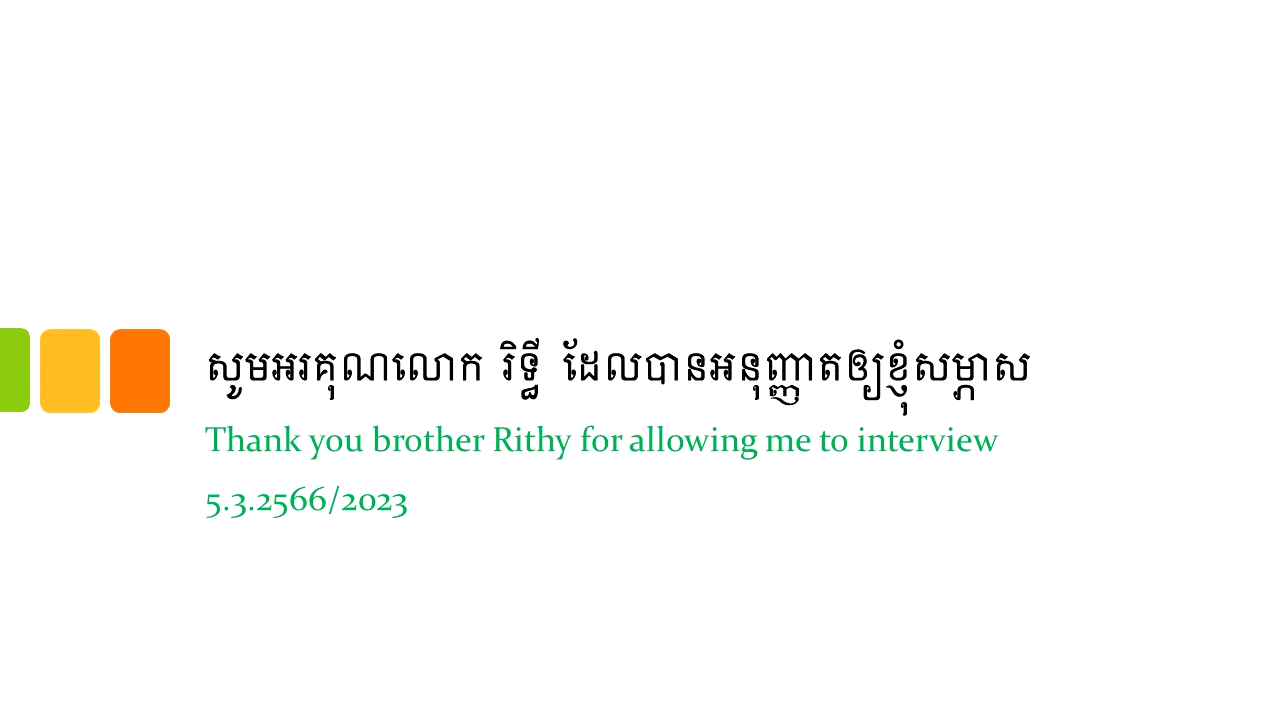 សូមអរគុណលោក រិទ្ធី ដែលបានអនុញ្ញាតឲ្យខ្ញុំសម្ភាស
Thank you brother Rithy for allowing me to interview
5.3.2566/2023